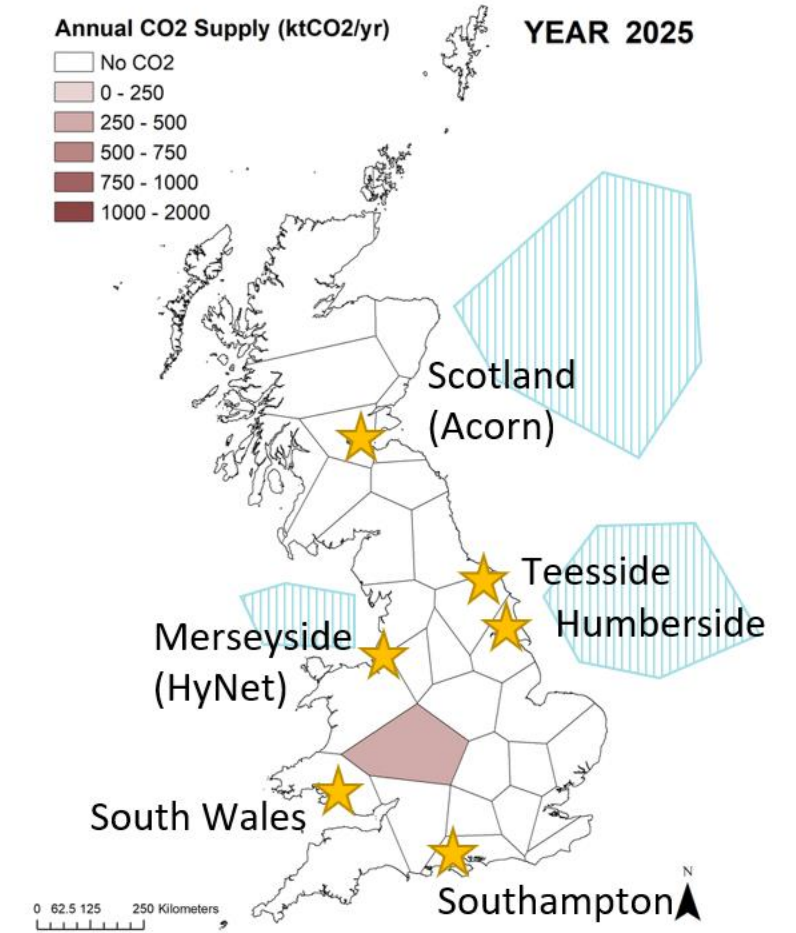 Annual CO2 Supply (ktCO2/yr)
YEAR 2025
No CO2
0 - 250
250 - 500
500 - 750
750 - 1000
1000 - 2000
Scotland
(Acorn)
Teesside
Humberside
Merseyside
(HyNet)
South Wales
Southampton
N
0 62.5 125 250 Kilometers